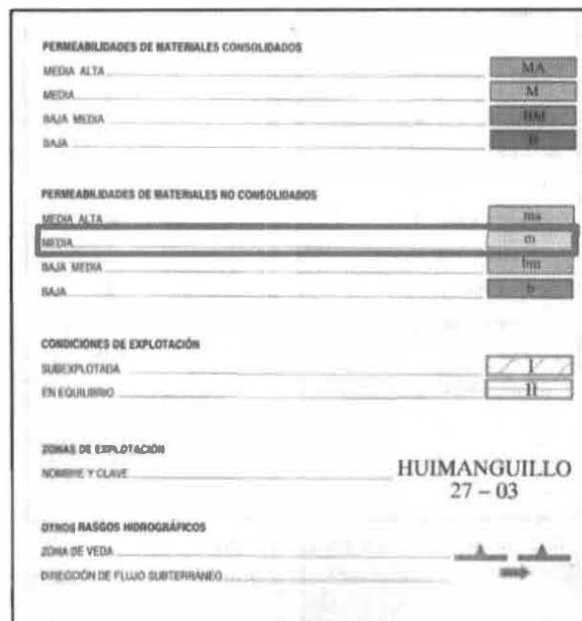 PERMEABILIDADES DE MATERIALES CONSOLIDADOS
MEDIA ALTA MA
MEDIA M
BAJA MEDIA BM
BAJA B
PERMEABILIDADES DE MATERIALES NO CONSOLIDADOS
MEDIA ALTA ma
MEDIA m
BAJA MEDIA bm
BAJA b
CONDICIONES DE EXPLOTACIÓN
SUBEXPLOTADA I
EN EQUILIBRIO II
ZONAS DE EXPLOTACIÓN
NOMBRE Y CLAVE HUIMANGUILLO
27 – 03
OTROS RASGOS HIDROGRÁFICOS
ZONA DE VEDA
DIRECCIÓN DE FLUJO SUBTERRÁNEO